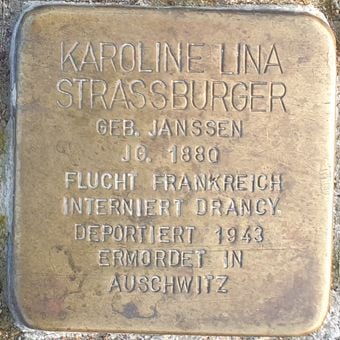 KAROLINE LINA
STRASSBURGER
GEB. JANSSEN
JG. 1880
FLUCHT FRANKREICH
INTERNIERT DRANCY
DEPORTIERT 1943
ERMORDET IN
AUSCHWITZ